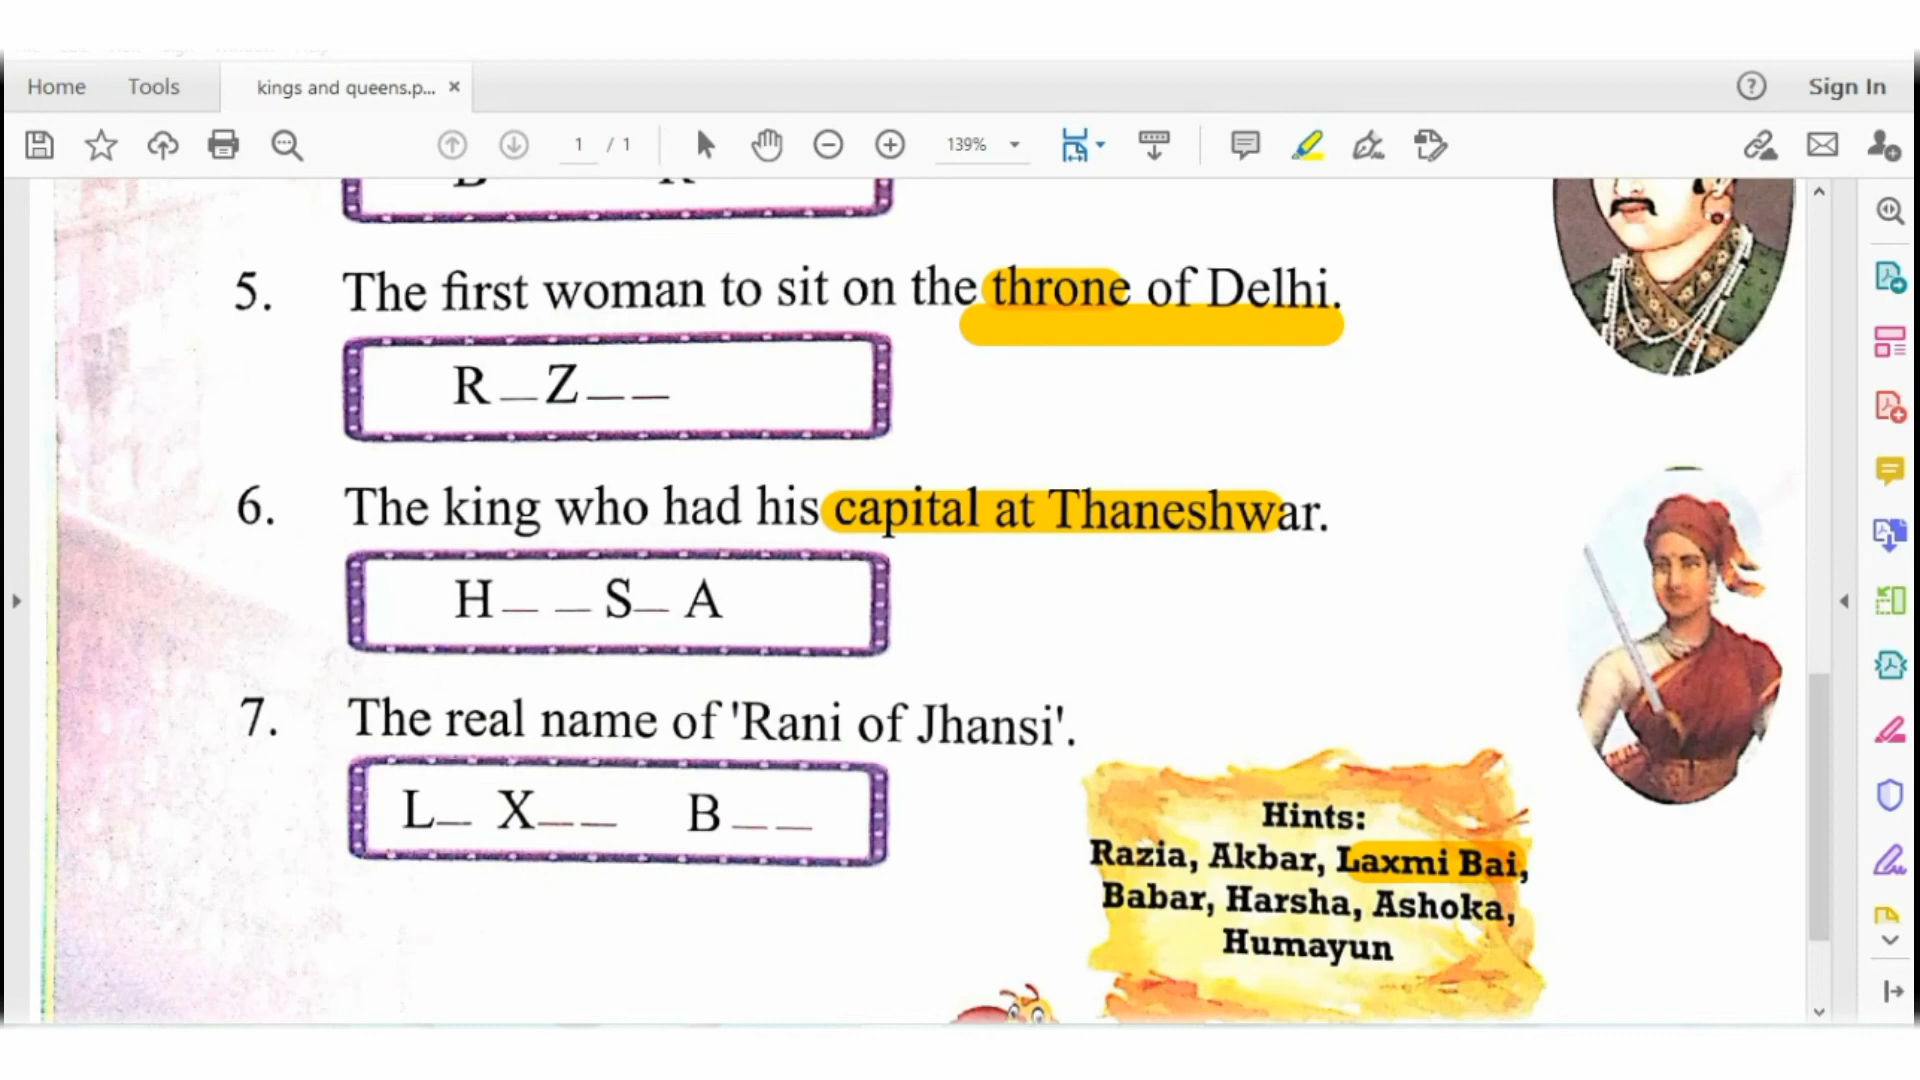 Home Tools kings and queens.p... × Sign In
1 / 1 139%
5. The first woman to sit on the throne of Delhi.
R _ Z _ _
6. The king who had his capital at Thaneshwar.
H _ _ S _ A
7. The real name of 'Rani of Jhansi'.
L _ X _ _ B _ _
Hints:
Razia, Akbar, Laxmi Bai,
Babar, Harsha, Ashoka,
Humayun